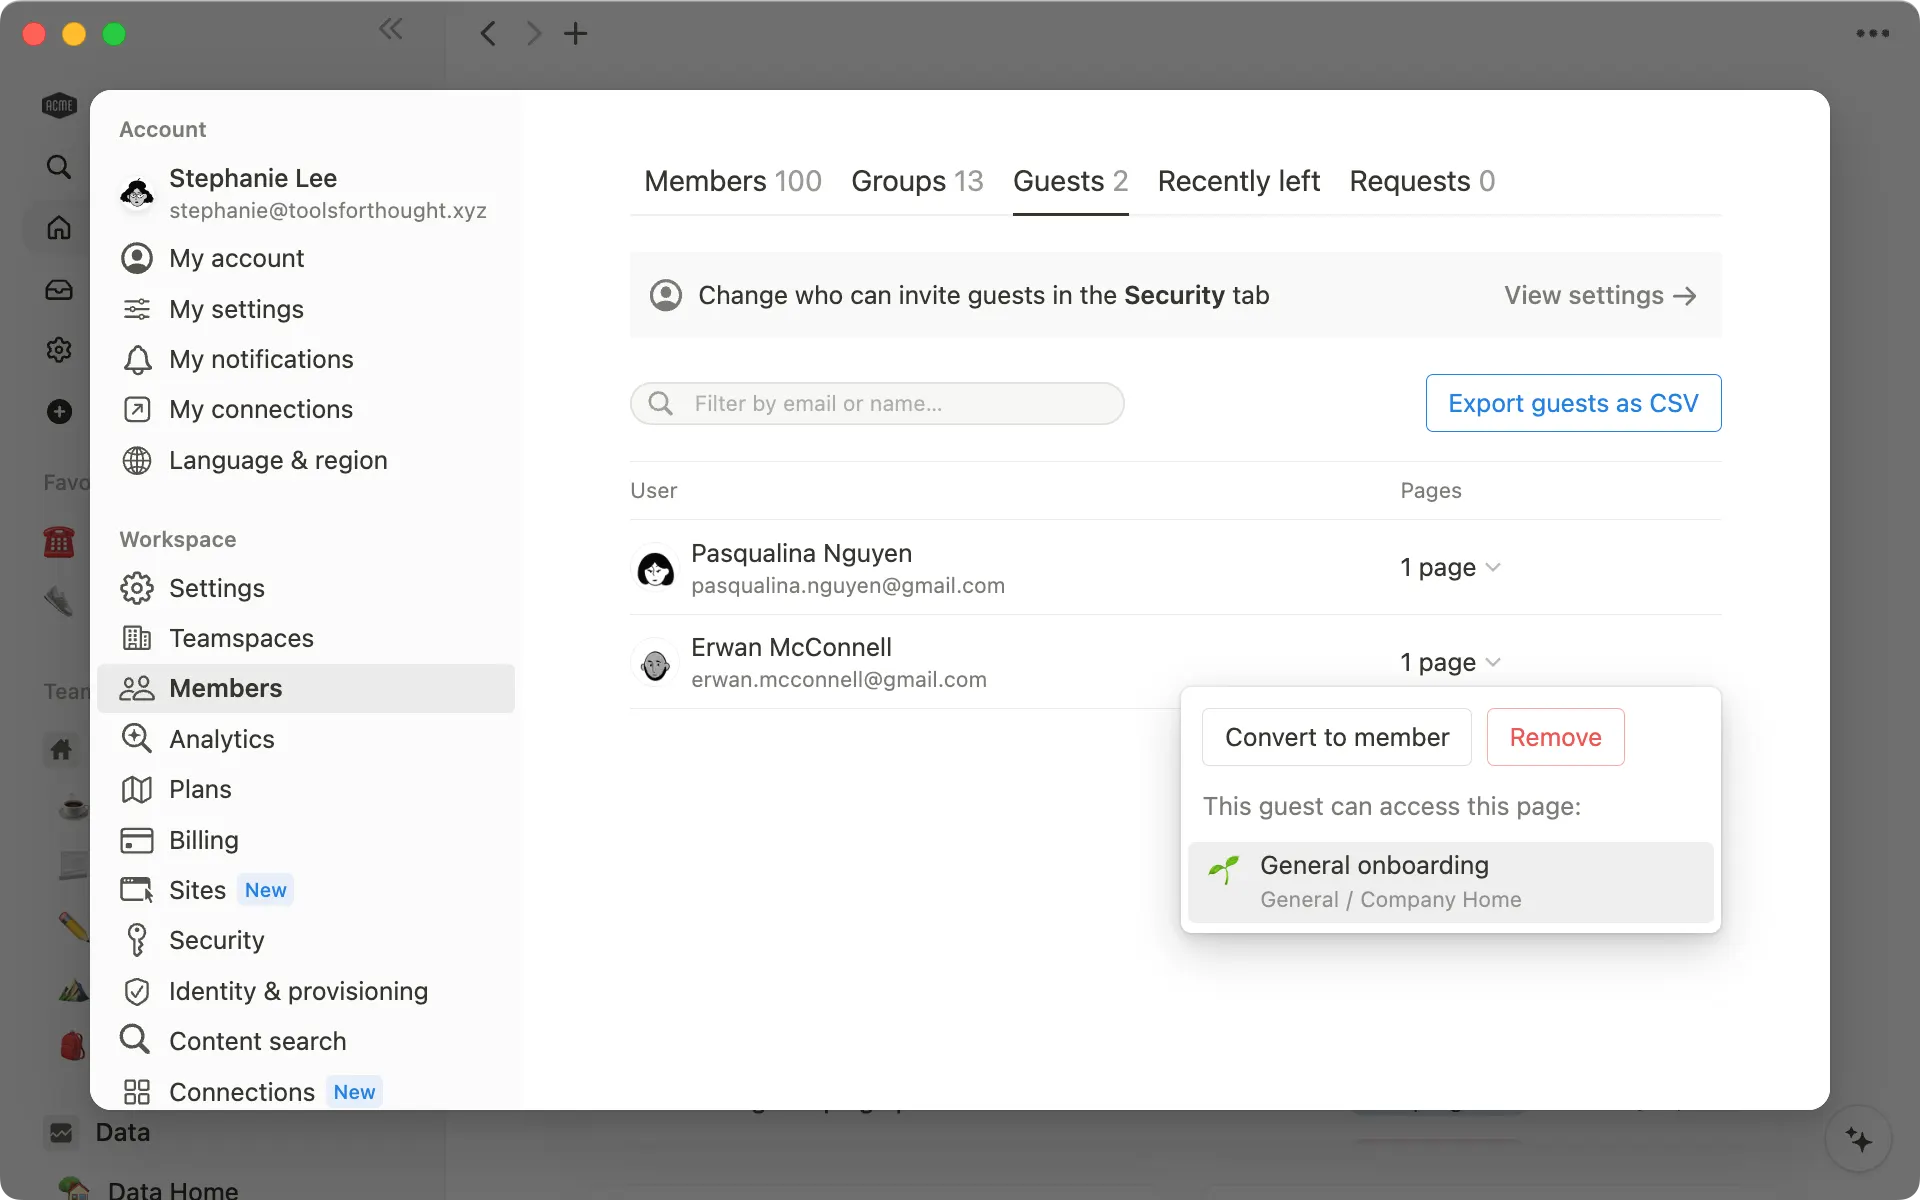 ACME
Account
Stephanie Lee
stephanie@toolsforthought.xyz
My account
My settings
My notifications
My connections
Language & region
Workspace
Settings
Teamspaces
Members
Analytics
Plans
Billing
Sites New
Security
Identity & provisioning
Content search
Connections New
Favo
Team
Data
Data Home
Members 100 Groups 13 Guests 2 Recently left Requests 0
Change who can invite guests in the Security tab View settings →
Filter by email or name...
Export guests as CSV
User Pages
Pasqualina Nguyen
pasqualina.nguyen@gmail.com
1 page
Erwan McConnell
erwan.mcconnell@gmail.com
1 page
Convert to member Remove
This guest can access this page:
General onboarding
General / Company Home